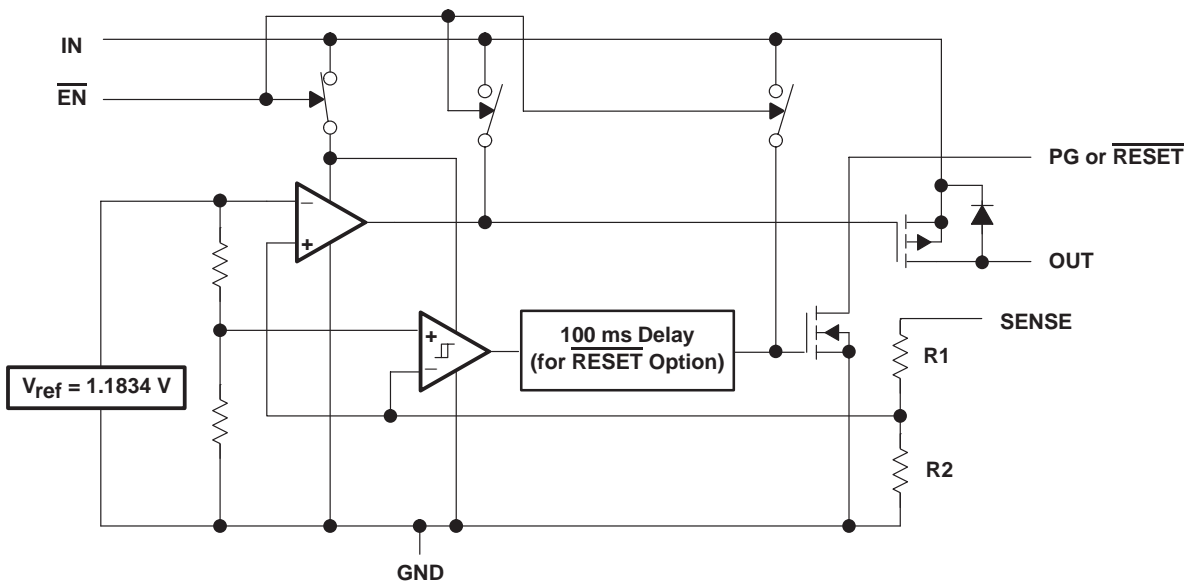 IN
EN
PG or RESET
−
+
OUT
SENSE
+
−
100 ms Delay
(for RESET Option)
R1
Vref = 1.1834 V
R2
GND